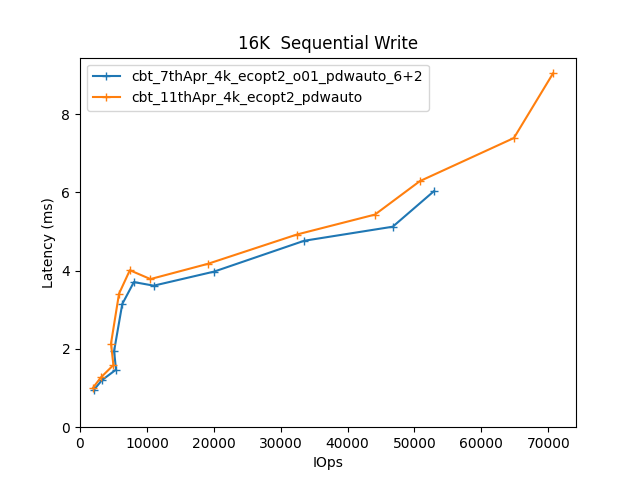 16K  Sequential Write
cbt_7thApr_4k_ecopt2_o01_pdwauto_6+2
cbt_11thApr_4k_ecopt2_pdwauto
Latency (ms)
8
6
4
2
0
0 10000 20000 30000 40000 50000 60000 70000
IOps